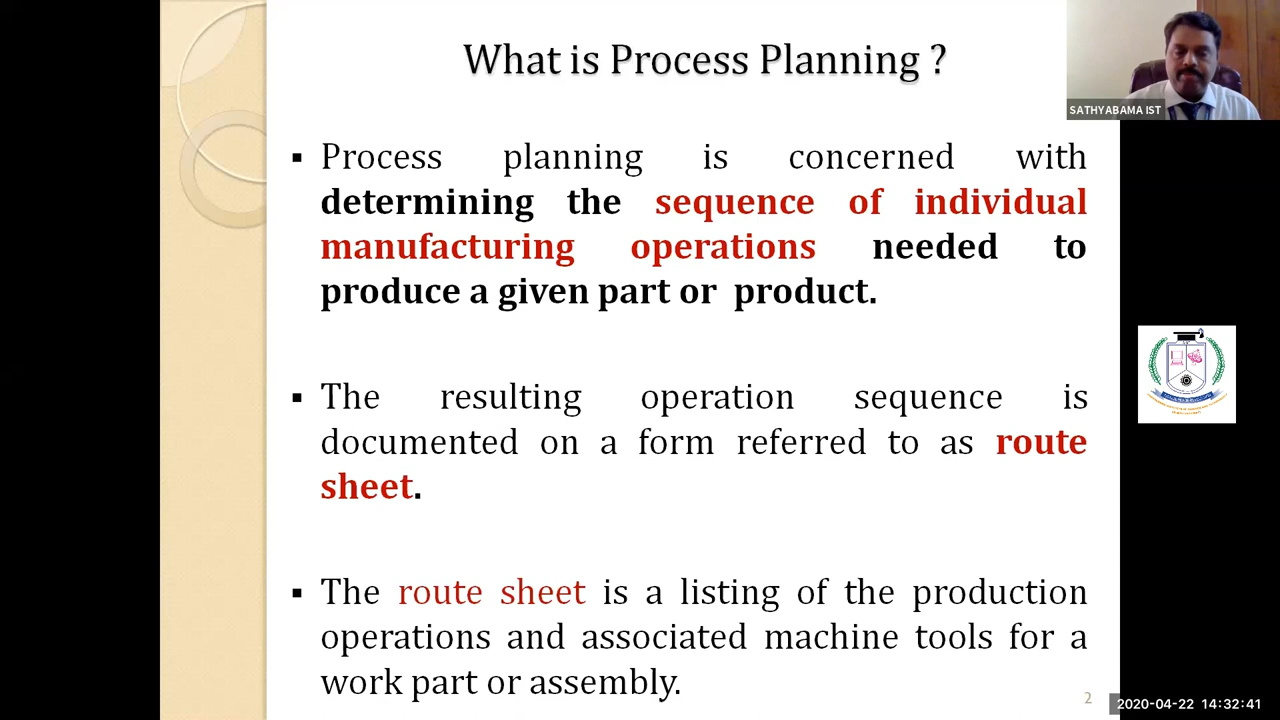 What is Process Planning ?
SATHYABAMA IST
▪ Process planning is concerned with
determining the sequence of individual
manufacturing operations needed to
produce a given part or product.
▪ The resulting operation sequence is
documented on a form referred to as route
sheet.
▪ The route sheet is a listing of the production
operations and associated machine tools for a
work part or assembly.
2
2020-04-22 14:32:41